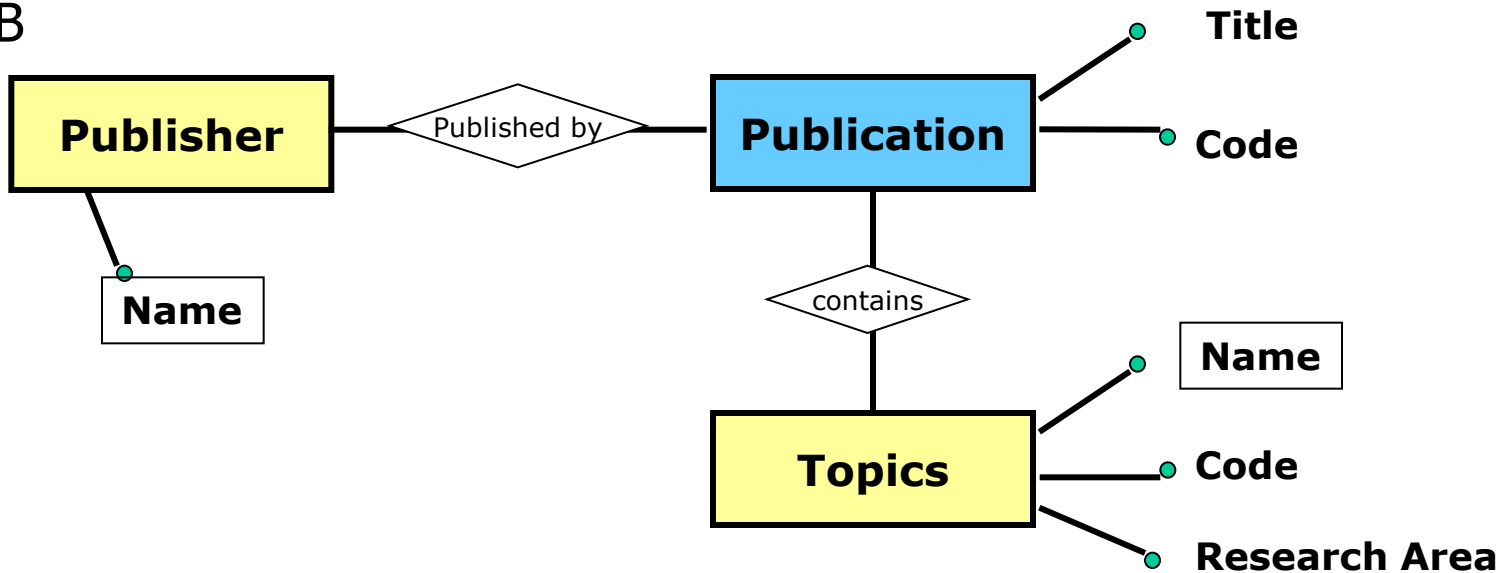 B
Title
Publisher
Published by
Publication
Code
Name
contains
Name
Topics
Code
Research Area